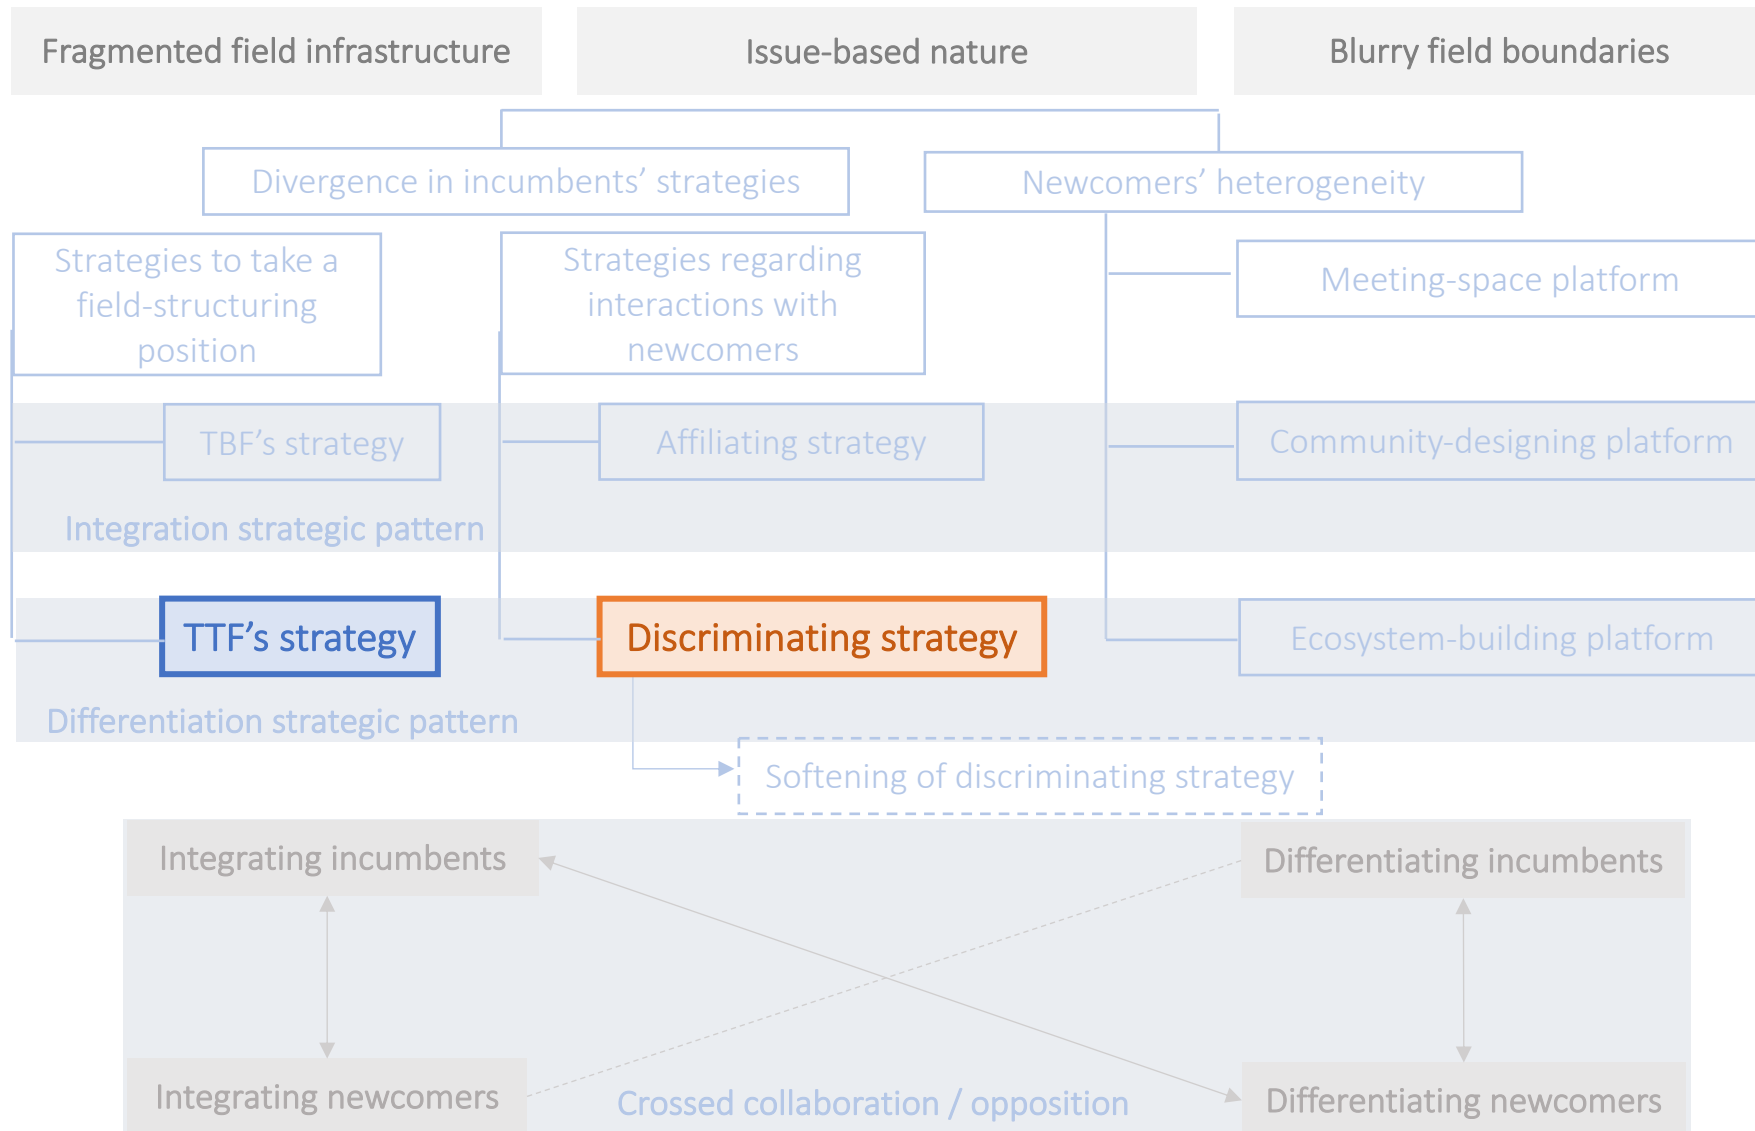 Fragmented field infrastructure
Issue-based nature
Blurry field boundaries
Divergence in incumbents’ strategies
Newcomers’ heterogeneity
Strategies to take a
field-structuring
position
Strategies regarding
interactions with
newcomers
Meeting-space platform
TBF’s strategy
Affiliating strategy
Community-designing platform
Integration strategic pattern
TTF’s strategy
Discriminating strategy
Ecosystem-building platform
Differentiation strategic pattern
Softening of discriminating strategy
Integrating incumbents
Differentiating incumbents
Integrating newcomers
Crossed collaboration / opposition
Differentiating newcomers